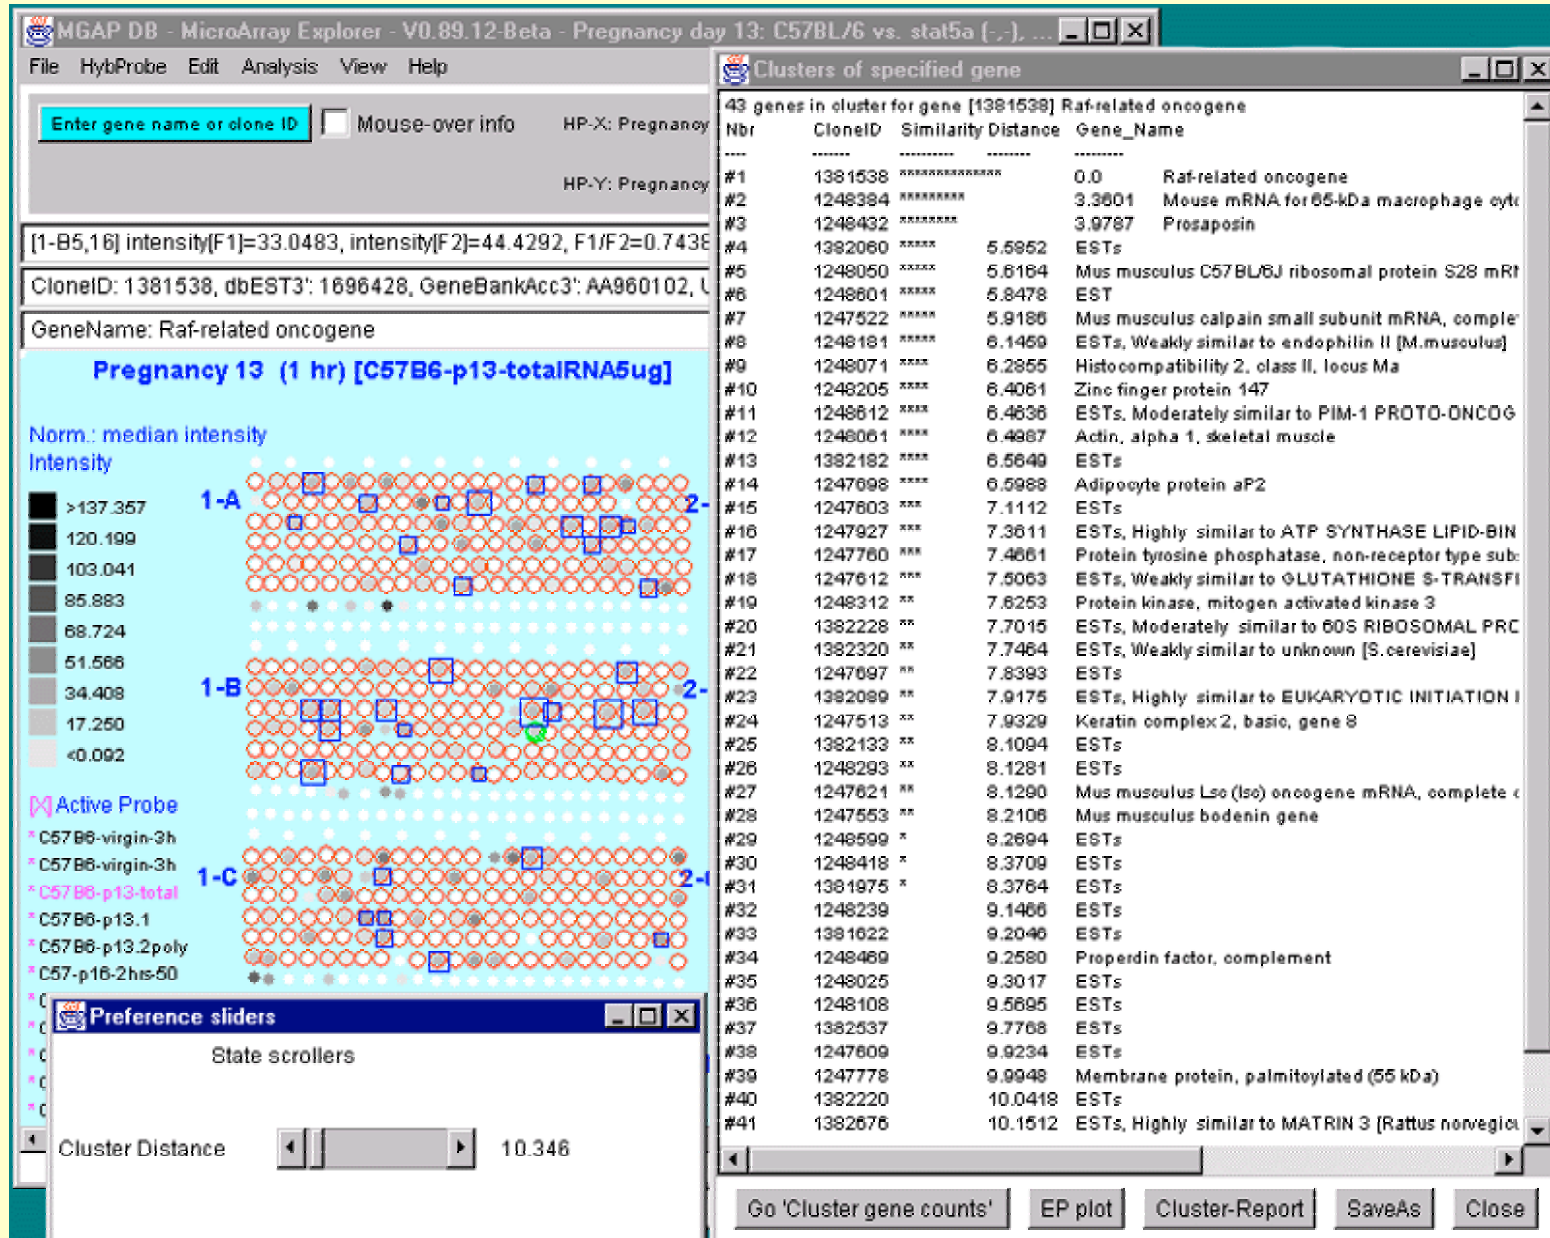 MGAP DB - MicroArray Explorer - V0.89.12-Beta - Pregnancy day 13: C57BL/6 vs. stat5a (-,-), ...
File HybProbe Edit Analysis View Help
Enter gene name or clone ID
Mouse-over info
HP-X: Pregnancy
HP-Y: Pregnancy
[1-B5,16] intensity[F1]=33.0483, intensity[F2]=44.4292, F1/F2=0.7438
CloneID: 1381538, dbEST3': 1696428, GeneBankAcc3': AA960102, U
GeneName: Raf-related oncogene
Pregnancy 13 (1 hr) [C57B6-p13-totalRNA5ug]
Norm.: median intensity
Intensity
>137.357
120.199
103.041
85.883
68.724
51.566
34.408
17.250
<0.092
1-A
2-
1-B
2-
1-C
[X] Active Probe
* C57B6-virgin-3h
* C57B6-virgin-3h
* C57B6-p13-total
* C57B6-p13.1
* C57B6-p13.2poly
* C57-p16-2hrs-50
Preference sliders
State scrollers
Cluster Distance 10.346
Clusters of specified gene
43 genes in cluster for gene [1381538] Raf-related oncogene
Nbr CloneID Similarity Distance Gene_Name
---- ------- ---------- -------- ---------
#1 1381538 ************** 0.0 Raf-related oncogene
#2 1248384 ********* 3.3601 Mouse mRNA for 65-kDa macrophage cyto
#3 1248432 ******** 3.9787 Prosaposin
#4 1382060 ***** 5.5852 ESTs
#5 1248050 ***** 5.6164 Mus musculus C57BL/6J ribosomal protein S28 mRN
#6 1248601 ***** 5.8478 EST
#7 1247522 ***** 5.9186 Mus musculus calpain small subunit mRNA, comple
#8 1248181 ***** 6.1459 ESTs, Weakly similar to endophilin II [M.musculus]
#9 1248071 **** 6.2855 Histocompatibility 2, class II, locus Ma
#10 1248205 **** 6.4061 Zinc finger protein 147
#11 1248612 **** 6.4636 ESTs, Moderately similar to PIM-1 PROTO-ONCOG
#12 1248061 **** 6.4987 Actin, alpha 1, skeletal muscle
#13 1382182 **** 6.5649 ESTs
#14 1247698 **** 6.5988 Adipocyte protein aP2
#15 1247603 *** 7.1112 ESTs
#16 1247927 *** 7.3611 ESTs, Highly similar to ATP SYNTHASE LIPID-BIN
#17 1247760 *** 7.4661 Protein tyrosine phosphatase, non-receptor type subs
#18 1247612 *** 7.5063 ESTs, Weakly similar to GLUTATHIONE S-TRANSF
#19 1248312 ** 7.6253 Protein kinase, mitogen activated kinase 3
#20 1382228 ** 7.7015 ESTs, Moderately similar to 60S RIBOSOMAL PRO
#21 1382320 ** 7.7464 ESTs, Weakly similar to unknown [S.cerevisiae]
#22 1247697 ** 7.8393 ESTs
#23 1382089 ** 7.9175 ESTs, Highly similar to EUKARYOTIC INITIATION
#24 1247513 ** 7.9329 Keratin complex 2, basic, gene 8
#25 1382133 ** 8.1094 ESTs
#26 1248293 ** 8.1281 ESTs
#27 1247621 ** 8.1290 Mus musculus Lsc (lsc) oncogene mRNA, complete c
#28 1247553 ** 8.2106 Mus musculus bodenin gene
#29 1248599 * 8.2694 ESTs
#30 1248418 * 8.3709 ESTs
#31 1381975 * 8.3764 ESTs
#32 1248239 9.1466 ESTs
#33 1381622 9.2046 ESTs
#34 1248469 9.2580 Properdin factor, complement
#35 1248025 9.3017 ESTs
#36 1248108 9.5695 ESTs
#37 1382537 9.7768 ESTs
#38 1247609 9.9234 ESTs
#39 1247778 9.9948 Membrane protein, palmitoylated (55 kDa)
#40 1382220 10.0418 ESTs
#41 1382676 10.1512 ESTs, Highly similar to MATRIN 3 [Rattus norvegicu
Go 'Cluster gene counts' EP plot Cluster-Report SaveAs Close